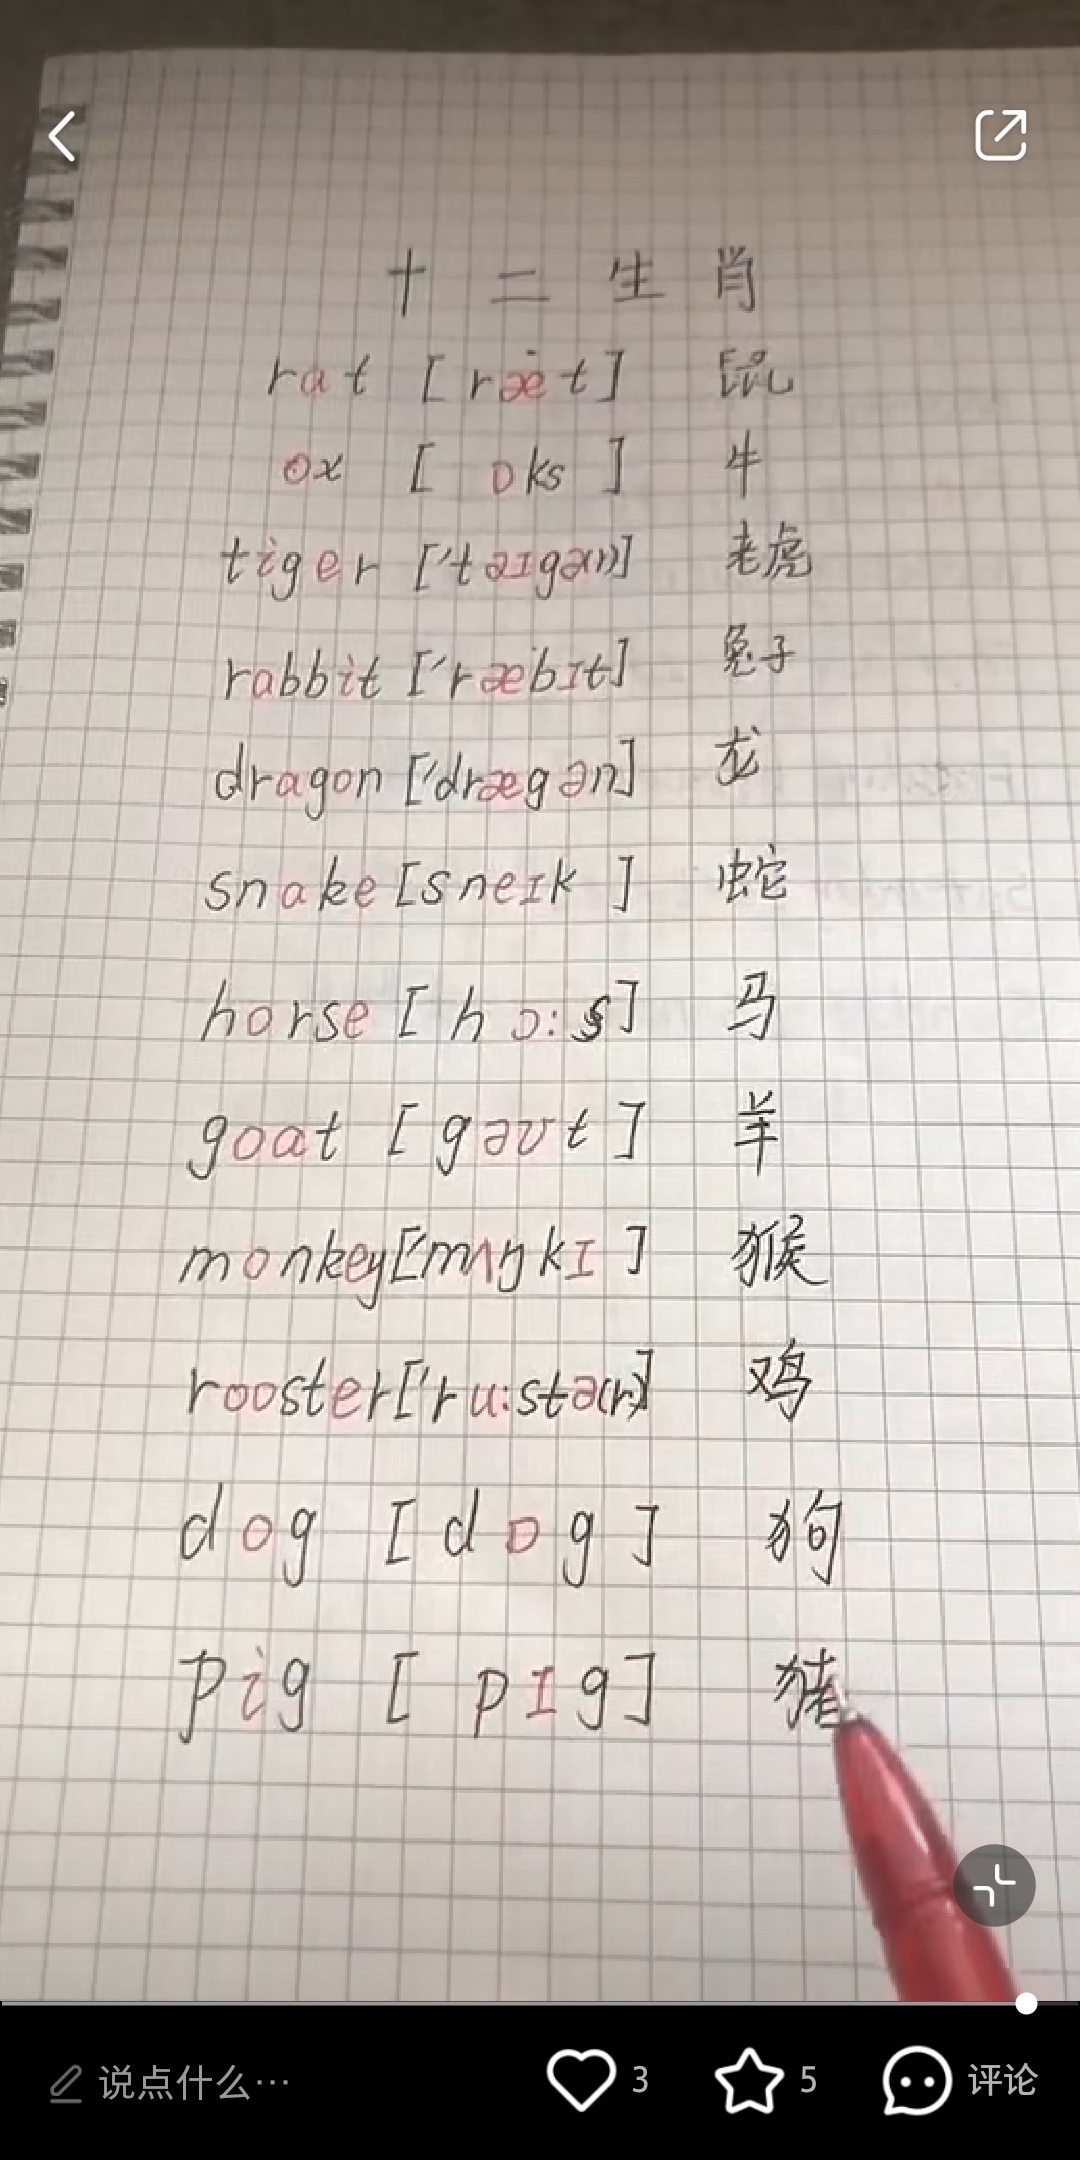 十二生肖
rat [ræt] 鼠
ox [ɒks] 牛
tiger ['taɪgə(r)] 老虎
rabbit ['ræbɪt] 兔子
dragon ['drægən] 龙
snake [sneɪk] 蛇
horse [hɔ:s] 马
goat [gəʊt] 羊
monkey ['mʌŋkɪ] 猴
rooster ['ru:stə(r)] 鸡
dog [dɒg] 狗
pig [pɪg] 猪
说点什么… 3 5 评论